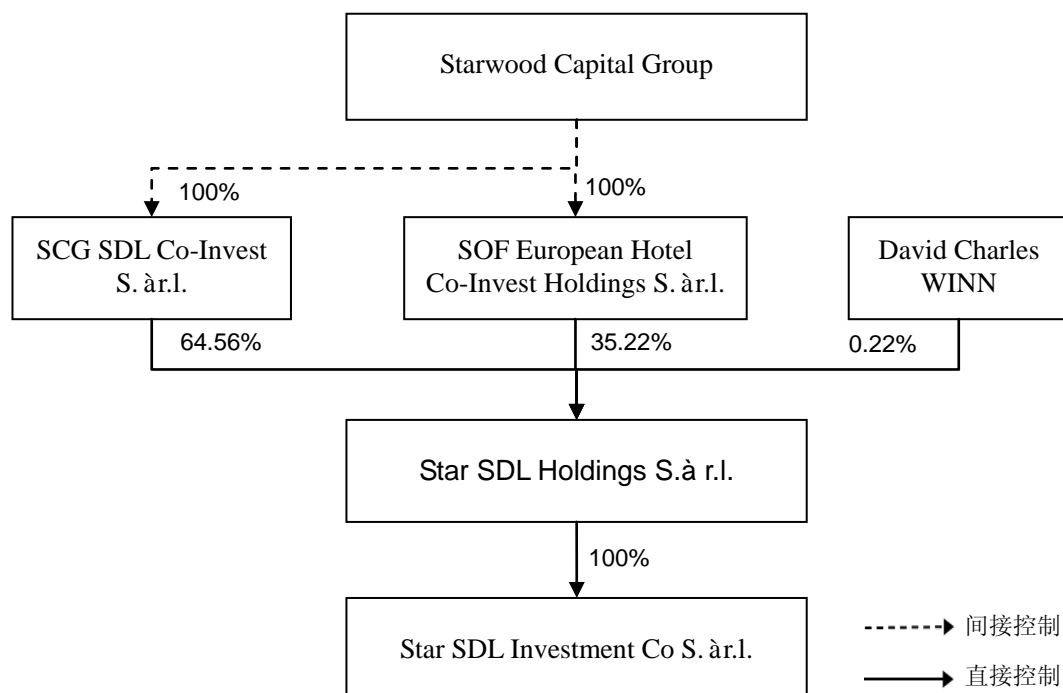 Starwood Capital Group
100%
100%
SCG SDL Co-Invest
S. àr.l.
SOF European Hotel
Co-Invest Holdings S. àr.l.
David Charles
WINN
64.56%
35.22%
0.22%
Star SDL Holdings S.à r.l.
100%
Star SDL Investment Co S. àr.l.
间接控制
直接控制